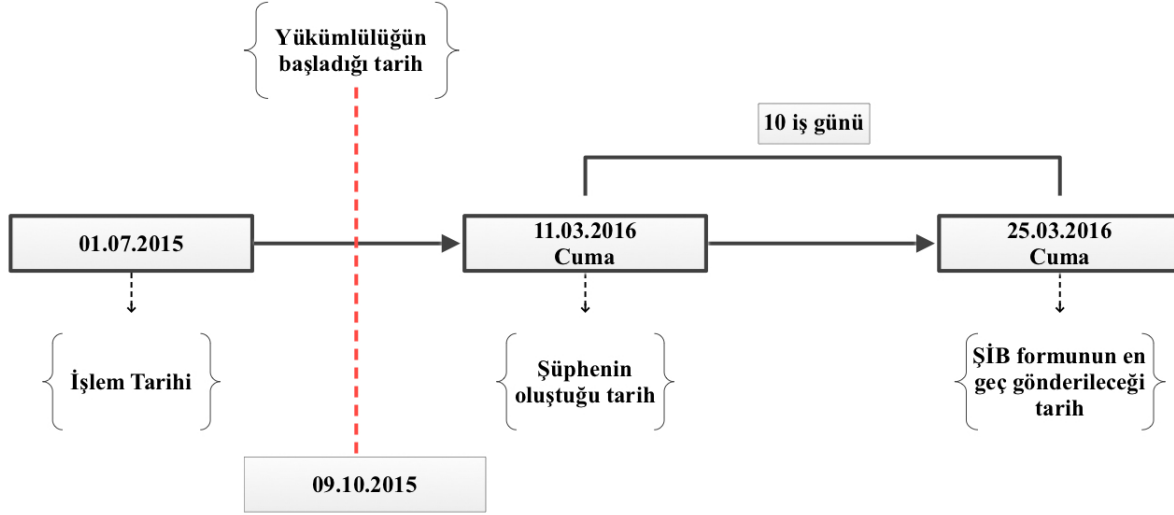 Yükümlülüğün
başladığı tarih
10 iş günü
01.07.2015
11.03.2016
Cuma
25.03.2016
Cuma
İşlem Tarihi
Şüphenin
oluştuğu tarih
ŞİB formunun en
geç gönderileceği
tarih
09.10.2015